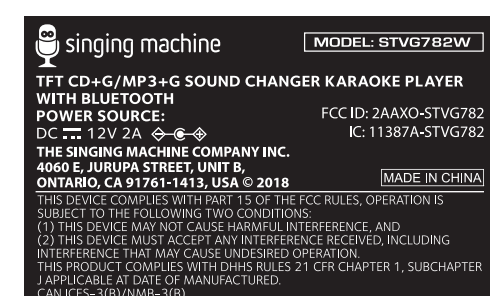 singing machine
MODEL: STVG782W
TFT CD+G/MP3+G SOUND CHANGER KARAOKE PLAYER
WITH BLUETOOTH
POWER SOURCE:
DC 12V 2A
FCC ID: 2AAXO-STVG782
IC: 11387A-STVG782
THE SINGING MACHINE COMPANY INC.
4060 E, JURUPA STREET, UNIT B,
ONTARIO, CA 91761-1413, USA © 2018
MADE IN CHINA
THIS DEVICE COMPLIES WITH PART 15 OF THE FCC RULES, OPERATION IS
SUBJECT TO THE FOLLOWING TWO CONDITIONS:
(1) THIS DEVICE MAY NOT CAUSE HARMFUL INTERFERENCE, AND
(2) THIS DEVICE MUST ACCEPT ANY INTERFERENCE RECEIVED, INCLUDING
INTERFERENCE THAT MAY CAUSE UNDESIRED OPERATION.
THIS PRODUCT COMPLIES WITH DHHS RULES 21 CFR CHAPTER 1, SUBCHAPTER
J APPLICABLE AT DATE OF MANUFACTURED.
CAN ICES-3(B)/NMB-3(B)